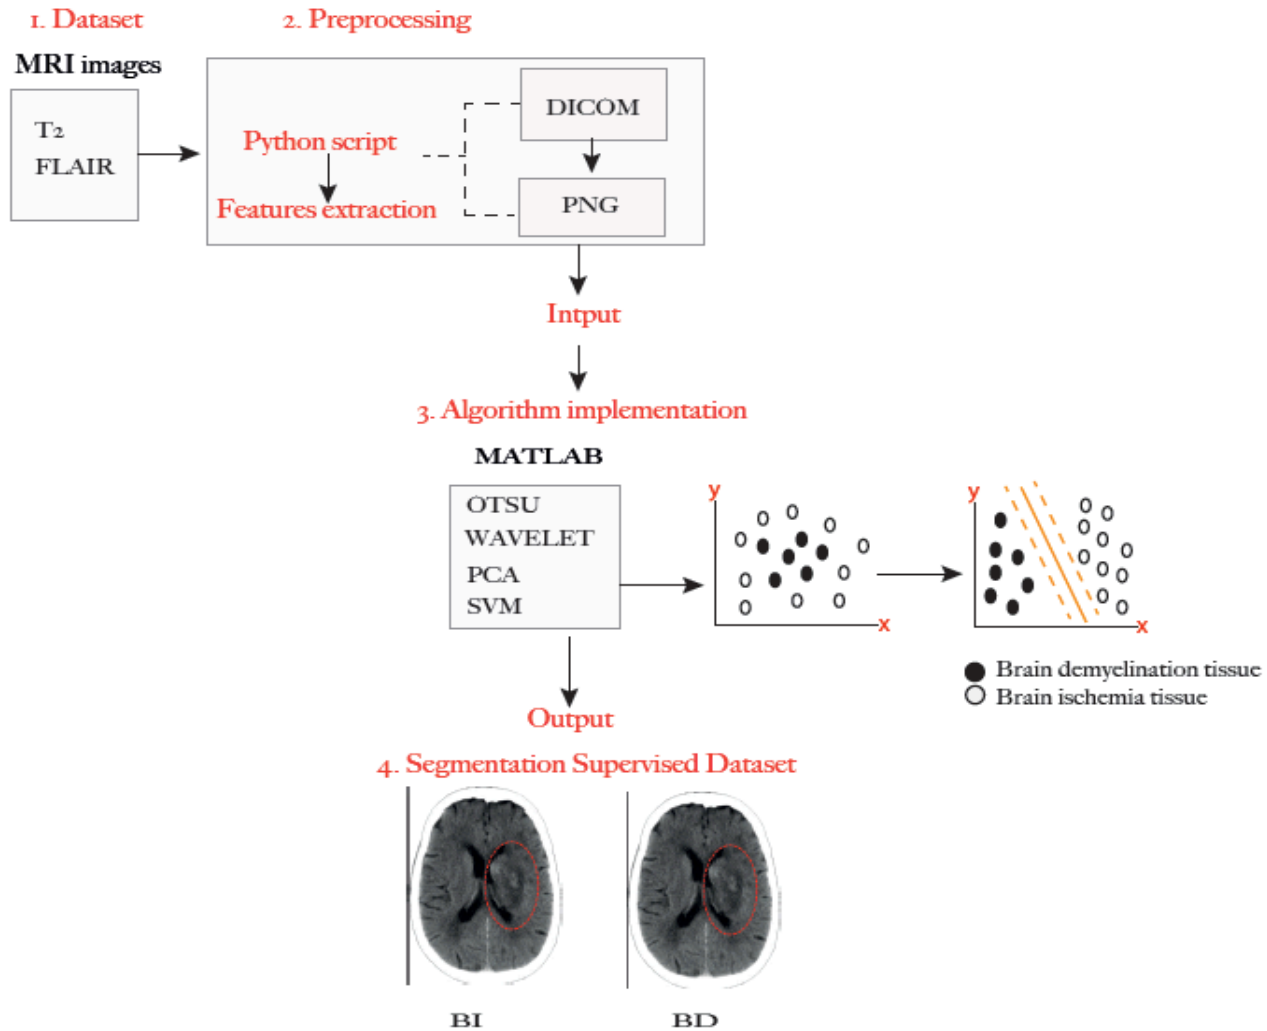 1. Dataset
2. Preprocessing
MRI images
T2
FLAIR
Python script
Features extraction
DICOM
PNG
Intput
3. Algorithm implementation
MATLAB
OTSU
WAVELET
PCA
SVM
y
x
y
x
Brain demyelination tissue
Brain ischemia tissue
Output
4. Segmentation Supervised Dataset
BI
BD